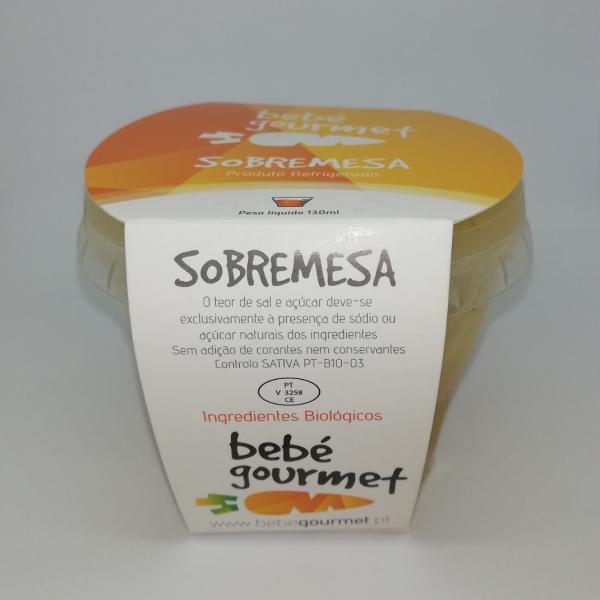 bebé
gourmet
SOBREMESA
Produto Refrigerado
Peso líquido 130ml
SOBREMESA
O teor de sal e açúcar deve-se
exclusivamente à presença de sódio ou
açúcar naturais dos ingredientes
Sem adição de corantes nem conservantes
Controlo SATIVA PT-B10-03
PT
V 3258
CE
Ingredientes Biológicos
bebé
gourmet
www.bebegourmet.pt